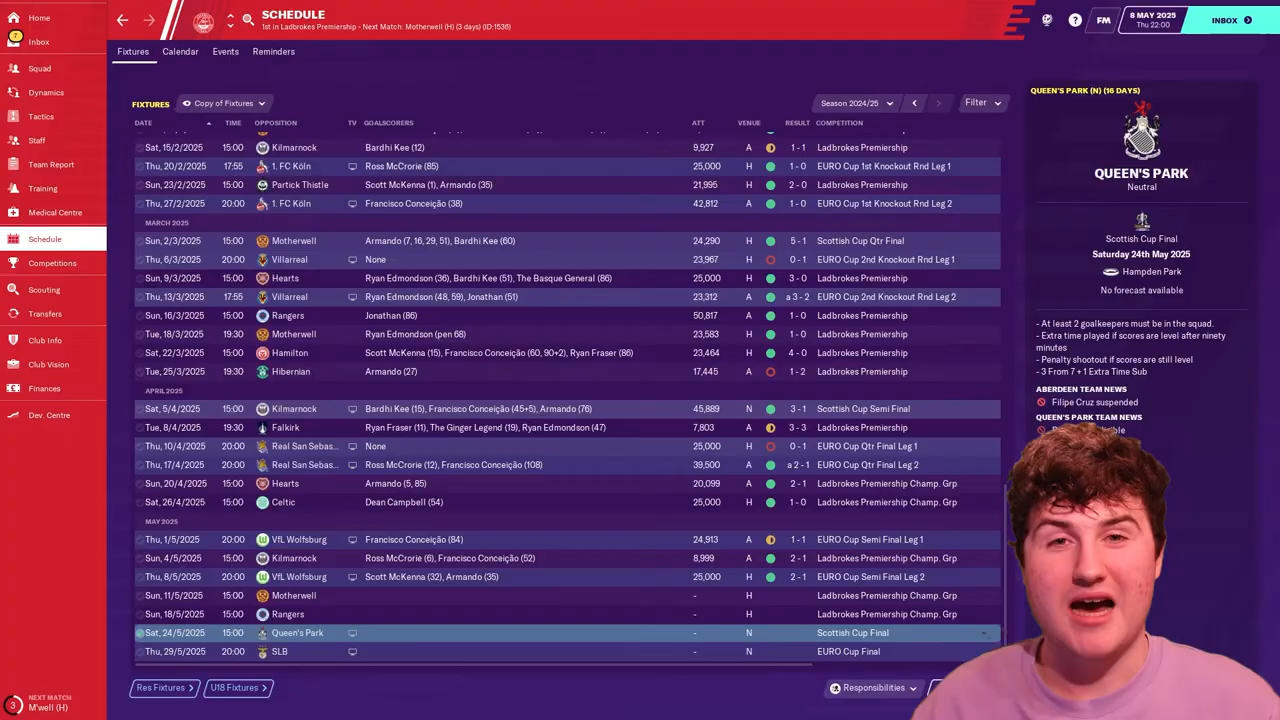 Home
7
Inbox
Squad
Dynamics
Tactics
Staff
Team Report
Training
Medical Centre
Schedule
Competitions
Scouting
Transfers
Club Info
Club Vision
Finances
Dev. Centre
3 NEXT MATCH
M'well (H)
SCHEDULE
1st in Ladbrokes Premiership - Next Match: Motherwell (H) (3 days) (ID:1536)
? FM
8 MAY 2025
Thu 22:00
INBOX
Fixtures Calendar Events Reminders
FIXTURES Copy of Fixtures Season 2024/25 Filter
DATE TIME OPPOSITION TV GOALSCORERS ATT VENUE RESULT COMPETITION
Sat, 15/2/2025 15:00 Kilmarnock Bardhi Kee (12) 9,927 A 1 - 1 Ladbrokes Premiership
Thu, 20/2/2025 17:55 1. FC Köln Ross McCrorie (85) 25,000 H 1 - 0 EURO Cup 1st Knockout Rnd Leg 1
Sun, 23/2/2025 15:00 Partick Thistle Scott McKenna (1), Armando (35) 21,995 H 2 - 0 Ladbrokes Premiership
Thu, 27/2/2025 20:00 1. FC Köln Francisco Conceição (38) 42,812 A 1 - 0 EURO Cup 1st Knockout Rnd Leg 2
MARCH 2025
Sun, 2/3/2025 15:00 Motherwell Armando (7, 16, 29, 51), Bardhi Kee (60) 24,290 H 5 - 1 Scottish Cup Qtr Final
Thu, 6/3/2025 20:00 Villarreal None 23,967 H 0 - 1 EURO Cup 2nd Knockout Rnd Leg 1
Sun, 9/3/2025 15:00 Hearts Ryan Edmondson (36), Bardhi Kee (51), The Basque General (86) 25,000 H 3 - 0 Ladbrokes Premiership
Thu, 13/3/2025 17:55 Villarreal Ryan Edmondson (48, 59), Jonathan (51) 23,312 A a 3 - 2 EURO Cup 2nd Knockout Rnd Leg 2
Sun, 16/3/2025 15:00 Rangers Jonathan (86) 50,817 A 1 - 0 Ladbrokes Premiership
Tue, 18/3/2025 19:30 Motherwell Ryan Edmondson (pen 68) 23,583 H 1 - 0 Ladbrokes Premiership
Sat, 22/3/2025 15:00 Hamilton Scott McKenna (15), Francisco Conceição (60, 90+2), Ryan Fraser (86) 23,464 H 4 - 0 Ladbrokes Premiership
Tue, 25/3/2025 19:30 Hibernian Armando (27) 17,445 A 1 - 2 Ladbrokes Premiership
APRIL 2025
Sat, 5/4/2025 15:00 Kilmarnock Bardhi Kee (15), Francisco Conceição (45+5), Armando (76) 45,889 N 3 - 1 Scottish Cup Semi Final
Tue, 8/4/2025 19:30 Falkirk Ryan Fraser (11), The Ginger Legend (19), Ryan Edmondson (47) 7,803 A 3 - 3 Ladbrokes Premiership
Thu, 10/4/2025 20:00 Real San Sebas... None 25,000 H 0 - 1 EURO Cup Qtr Final Leg 1
Thu, 17/4/2025 20:00 Real San Sebas... Ross McCrorie (12), Francisco Conceição (108) 39,500 A a 2 - 1 EURO Cup Qtr Final Leg 2
Sun, 20/4/2025 15:00 Hearts Armando (5, 85) 20,099 A 2 - 1 Ladbrokes Premiership Champ. Grp
Sat, 26/4/2025 15:00 Celtic Dean Campbell (54) 25,000 H 1 - 0 Ladbrokes Premiership Champ. Grp
MAY 2025
Thu, 1/5/2025 20:00 VfL Wolfsburg Francisco Conceição (84) 24,913 A 1 - 1 EURO Cup Semi Final Leg 1
Sun, 4/5/2025 15:00 Kilmarnock Ross McCrorie (6), Francisco Conceição (52) 8,999 A 2 - 1 Ladbrokes Premiership Champ. Grp
Thu, 8/5/2025 20:00 VfL Wolfsburg Scott McKenna (32), Armando (35) 25,000 H 2 - 1 EURO Cup Semi Final Leg 2
Sun, 11/5/2025 15:00 Motherwell - H Ladbrokes Premiership Champ. Grp
Sun, 18/5/2025 15:00 Rangers - H Ladbrokes Premiership Champ. Grp
Sat, 24/5/2025 15:00 Queen's Park - N Scottish Cup Final
Thu, 29/5/2025 20:00 SLB - N EURO Cup Final
Res Fixtures U18 Fixtures Responsibilities
QUEEN'S PARK (N) (16 DAYS)
QUEEN'S PARK
Neutral
Scottish Cup Final
Saturday 24th May 2025
Hampden Park
No forecast available
- At least 2 goalkeepers must be in the squad.
- Extra time played if scores are level after ninety
minutes
- Penalty shootout if scores are still level
- 3 From 7 + 1 Extra Time Sub
ABERDEEN TEAM NEWS
Filipe Cruz suspended
QUEEN'S PARK TEAM NEWS